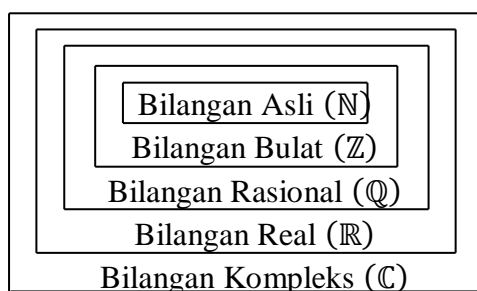 Bilangan Asli (ℕ)
Bilangan Bulat (ℤ)
Bilangan Rasional (ℚ)
Bilangan Real (ℝ)
Bilangan Kompleks (ℂ)